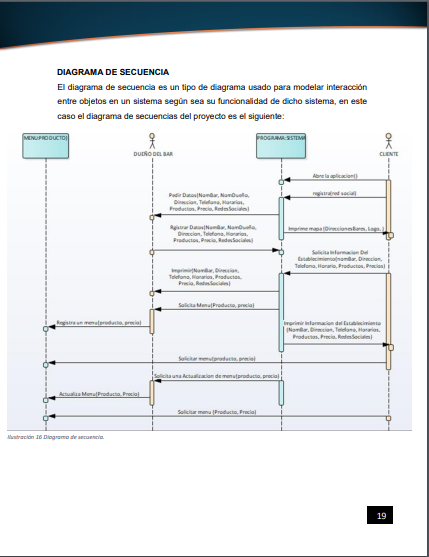 DIAGRAMA DE SECUENCIA
El diagrama de secuencia es un tipo de diagrama usado para modelar interacción
entre objetos en un sistema según sea su funcionalidad de dicho sistema, en este
caso el diagrama de secuencias del proyecto es el siguiente:
MENU(PRODUCTO)
DUEÑO DEL BAR
PROGRAMA:SISTEMA
CLIENTE
Abre la aplicacion()
registra(red social)
Pedir Datos(NomBar, NomDueño,
Direccion, Telefono, Horarios,
Productos, Precio, RedesSociales)
Imprime mapa (DireccionesBares, Logo, )
Rgistrar Datos(NomBar, NomDueño,
Direccion, Telefono, Horarios,
Productos, Precio, RedesSociales)
Solicita Informacion Del
Establecimiento(nomBar, Direccion,
Telefono, Horario, Productos, Precios)
Imprimir(NomBar, Direccion,
Telefono, Horarios, Productos,
Precio, RedesSociales)
Solicita Menu(Producto, precio)
Registra un menu(producto, precio)
Imprimir Informacion del Establecimiento
(NomBar, Direccion, Telefono, Horarios,
Productos, Precio, RedesSociales)
Solicitar menu(producto, precio)
Solicita una Actualizacion de menu(producto, precio)
Actualiza Menu(Producto, Precio)
Solicitar menu (Producto, Precio)
Ilustración 16 Diagrama de secuencia.
19